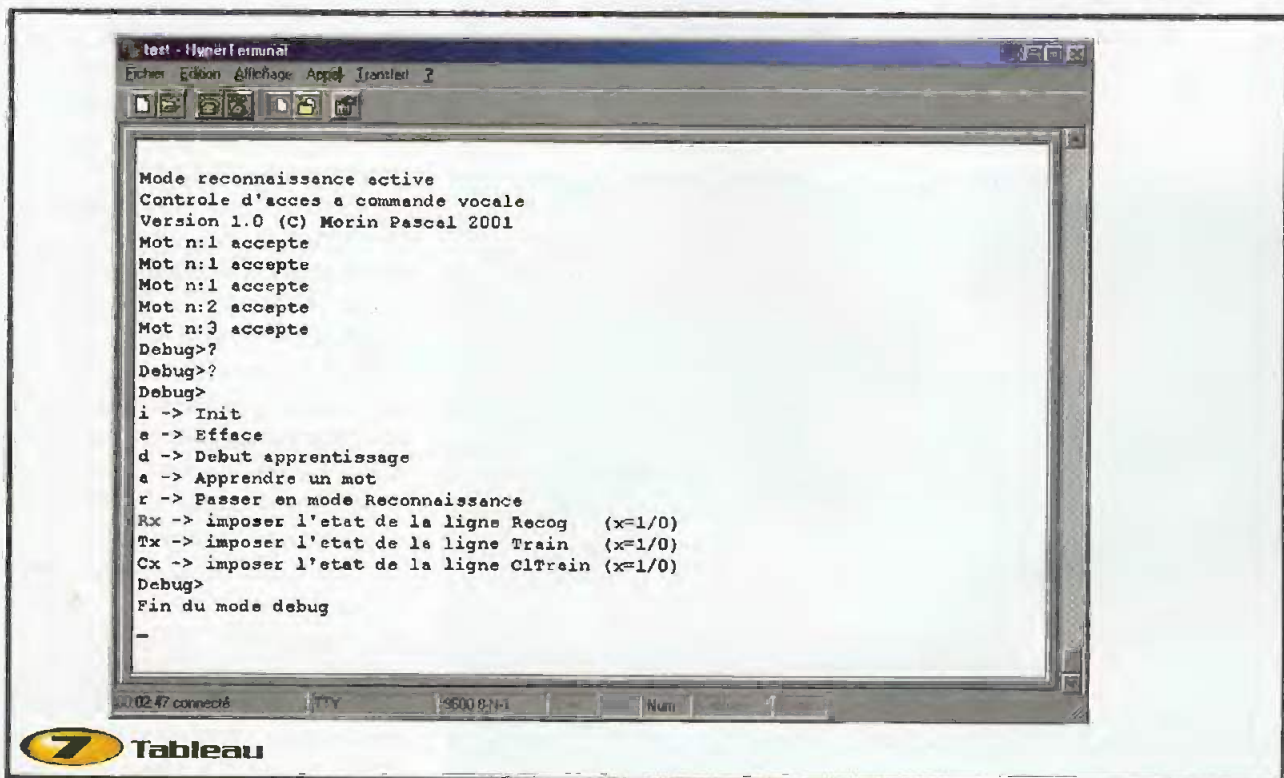 test - HyperTerminal
Fichier Edition Affichage Appel Transfert ?
Mode reconnaissance active
Controle d'acces a commande vocale
Version 1.0 (C) Morin Pascal 2001
Mot n:1 accepte
Mot n:1 accepte
Mot n:1 accepte
Mot n:2 accepte
Mot n:3 accepte
Debug>?
Debug>?
Debug>
i -> Init
e -> Efface
d -> Debut apprentissage
a -> Apprendre un mot
r -> Passer en mode Reconnaissance
Rx -> imposer l'etat de la ligne Recog (x=1/0)
Tx -> imposer l'etat de la ligne Train (x=1/0)
Cx -> imposer l'etat de la ligne ClTrain (x=1/0)
Debug>
Fin du mode debug
_
00:02:47 connecté TTY 9600 8-N-1 Num
7 Tableau